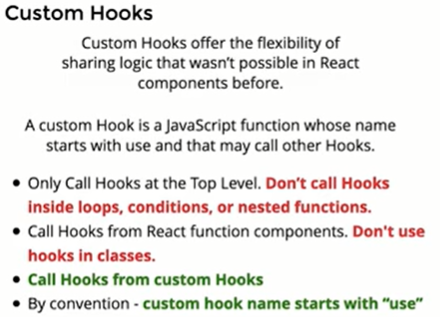 Custom Hooks
Custom Hooks offer the flexibility of
sharing logic that wasn't possible in React
components before.
A custom Hook is a JavaScript function whose name
starts with use and that may call other Hooks.
• Only Call Hooks at the Top Level. Don't call Hooks
inside loops, conditions, or nested functions.
• Call Hooks from React function components. Don't use
hooks in classes.
• Call Hooks from custom Hooks
• By convention - custom hook name starts with “use”